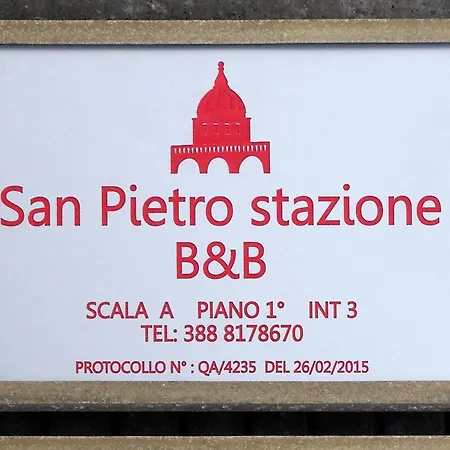 San Pietro stazione
B&B
SCALA A PIANO 1° INT 3
TEL: 388 8178670
PROTOCOLLO N° : QA/4235 DEL 26/02/2015